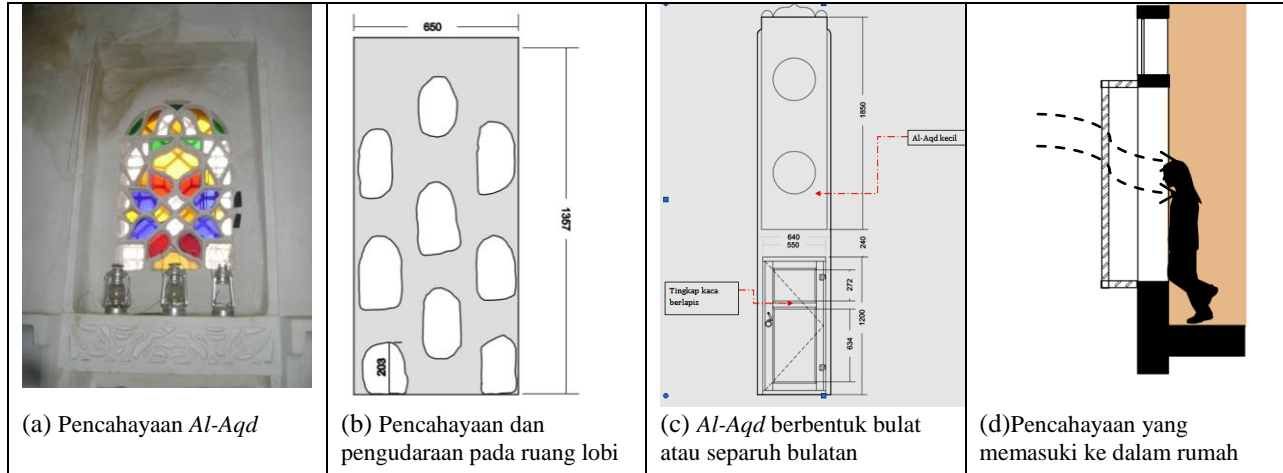 650
1357
203
1850
Al-Aqd kecil
640
550
240
Tingkap kaca
berlapis
272
1200
634
(a) Pencahayaan Al-Aqd
(b) Pencahayaan dan
pengudaraan pada ruang lobi
(c) Al-Aqd berbentuk bulat
atau separuh bulatan
(d)Pencahayaan yang
memasuki ke dalam rumah